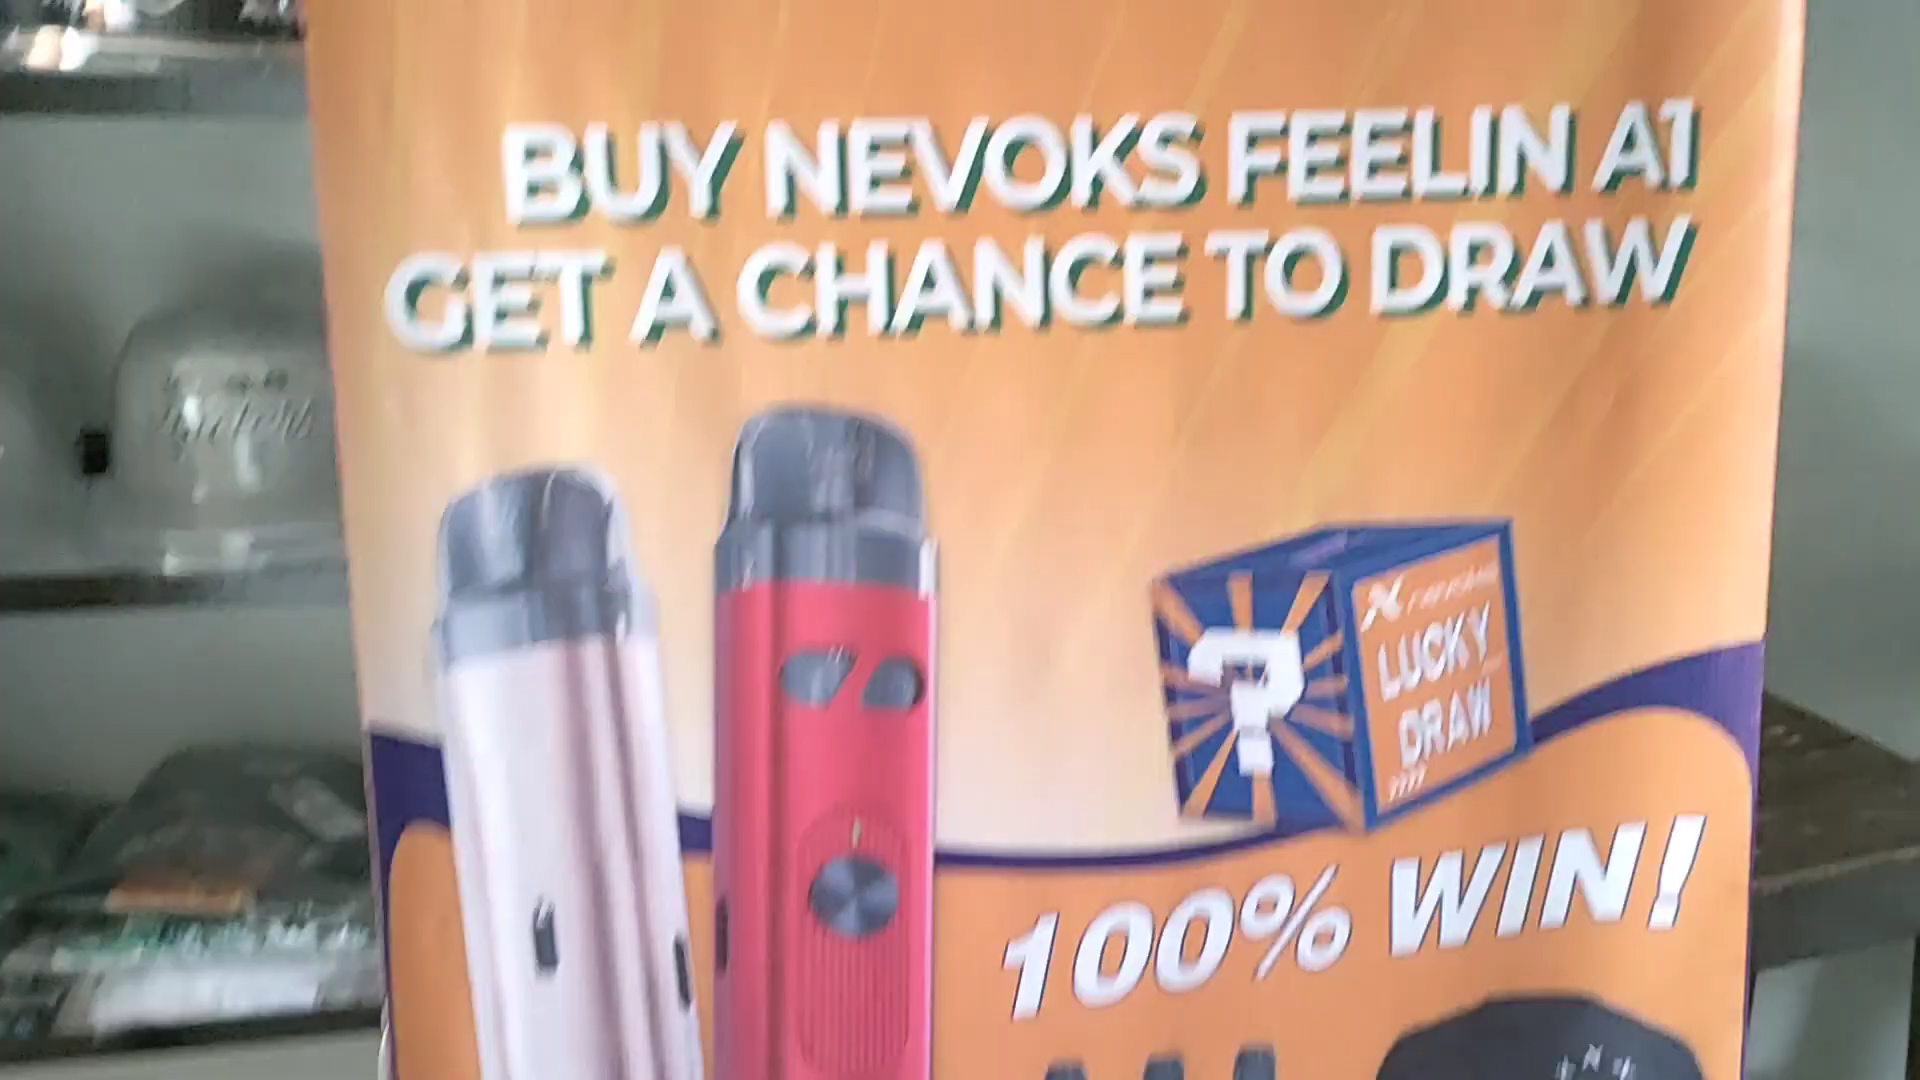 BUY NEVOKS FEELIN A1
GET A CHANCE TO DRAW
?
LUCKY
DRAW
100% WIN!